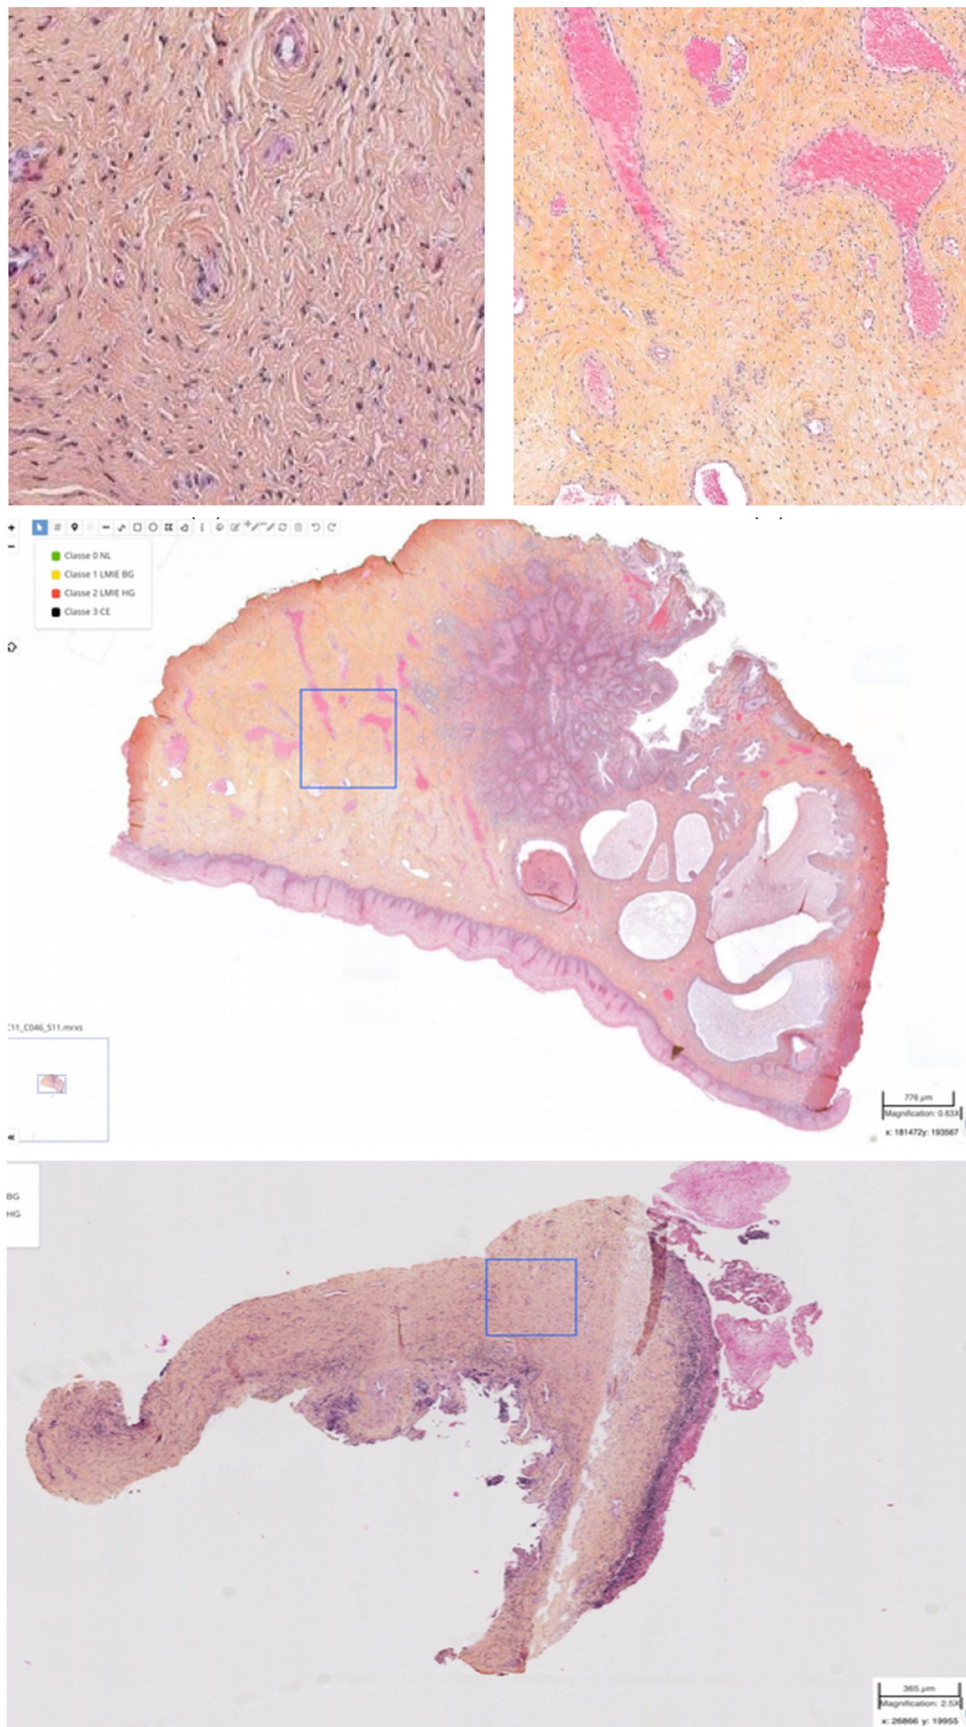 Classe 0 NL
Classe 1 LMIE BG
Classe 2 LMIE HG
Classe 3 CE
C11_C046_S11.mrxs
776 µm
Magnification: 0.63X
x: 181472y: 193567
BG
HG
365 µm
Magnification: 2.5X
x: 26866 y: 19955